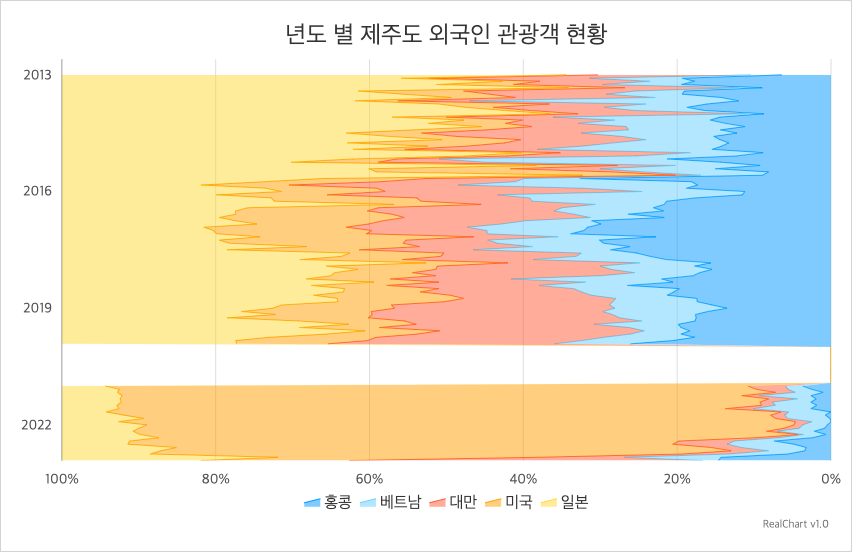 년도 별 제주도 외국인 관광객 현황
2013
2016
2019
2022
100% 80% 60% 40% 20% 0%
홍콩 베트남 대만 미국 일본
RealChart v1.0